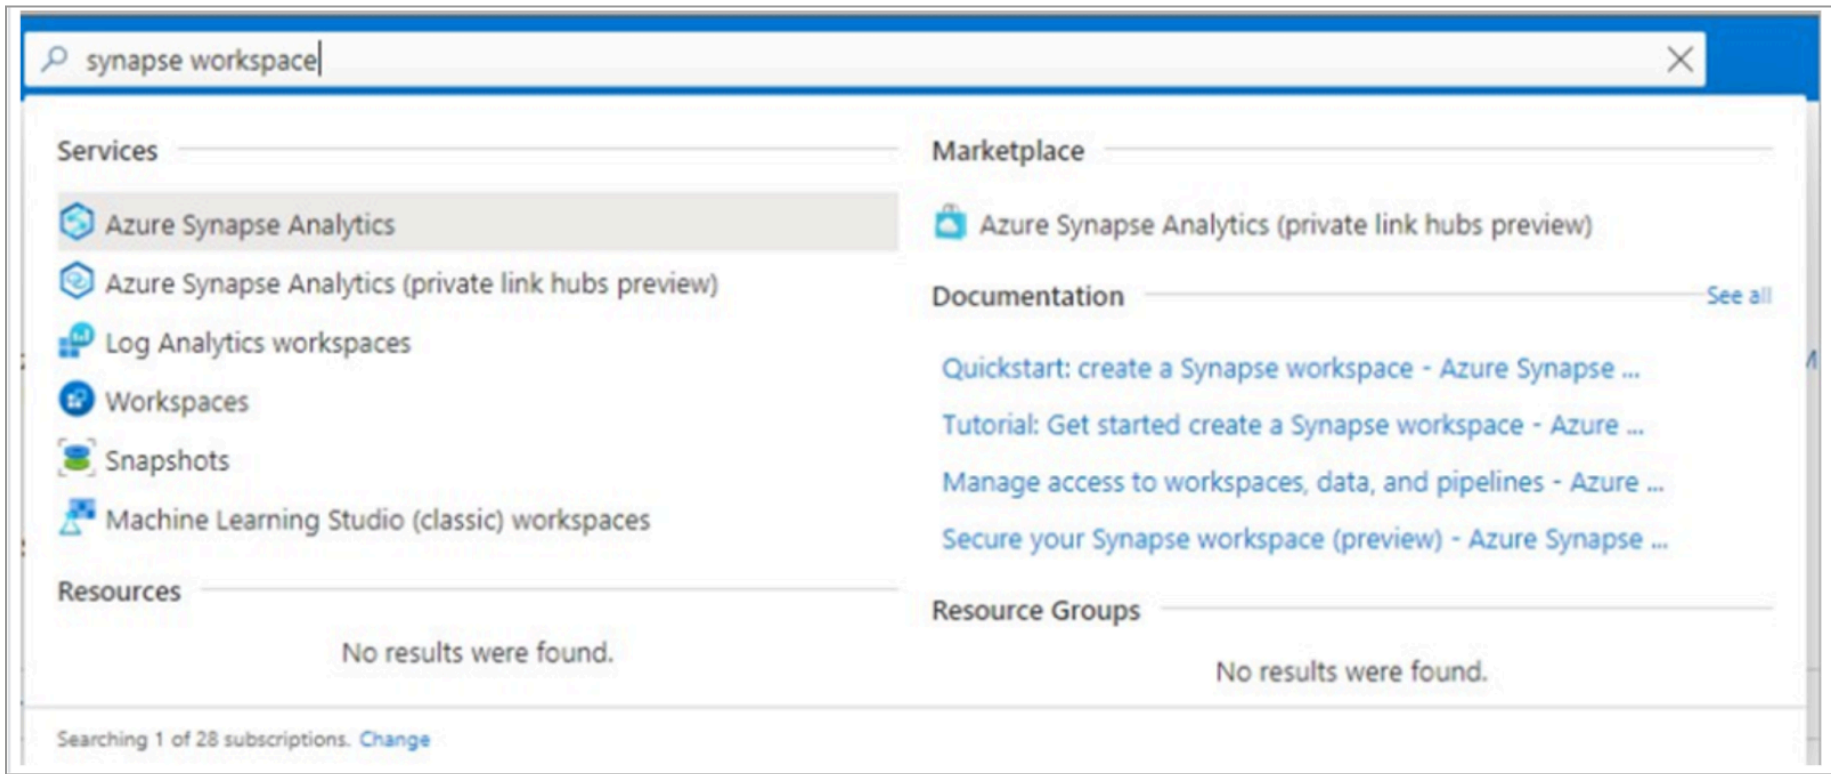 synapse workspace
Services
Azure Synapse Analytics
Azure Synapse Analytics (private link hubs preview)
Log Analytics workspaces
Workspaces
Snapshots
Machine Learning Studio (classic) workspaces
Resources
No results were found.
Marketplace
Azure Synapse Analytics (private link hubs preview)
Documentation
See all
Quickstart: create a Synapse workspace - Azure Synapse ...
Tutorial: Get started create a Synapse workspace - Azure ...
Manage access to workspaces, data, and pipelines - Azure ...
Secure your Synapse workspace (preview) - Azure Synapse ...
Resource Groups
No results were found.
Searching 1 of 28 subscriptions. Change